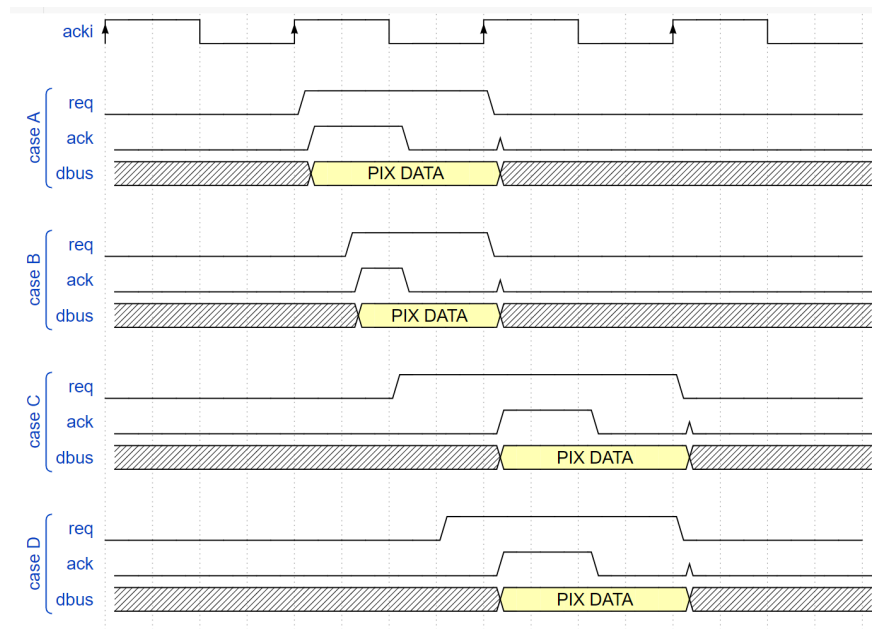 acki
case A
req
ack
dbus PIX DATA
case B
req
ack
dbus PIX DATA
case C
req
ack
dbus PIX DATA
case D
req
ack
dbus PIX DATA